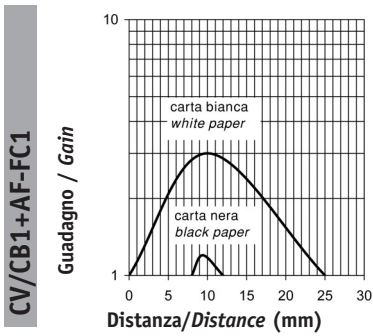 CV/CB1+AF-FC1
Guadagno / Gain
10
carta bianca
white paper
carta nera
black paper
1
0 5 10 15 20 25 30
Distanza/Distance (mm)